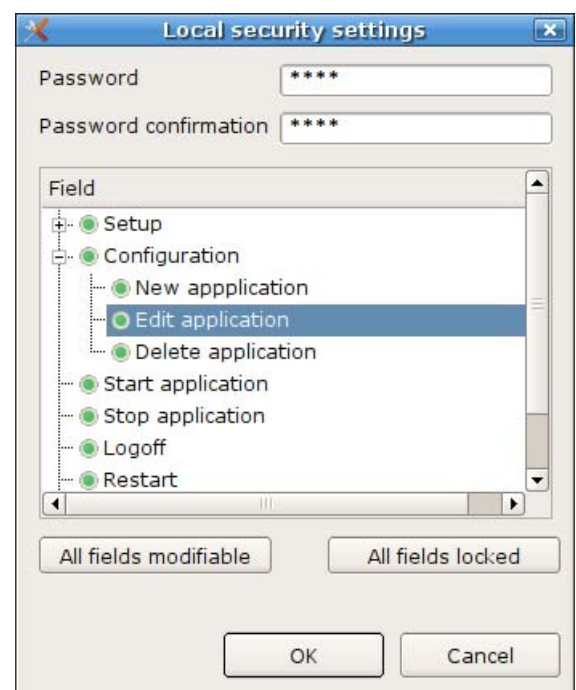 Local security settings
Password ****
Password confirmation ****
Field
Setup
Configuration
New appplication
Edit application
Delete application
Start application
Stop application
Logoff
Restart
All fields modifiable All fields locked
OK Cancel